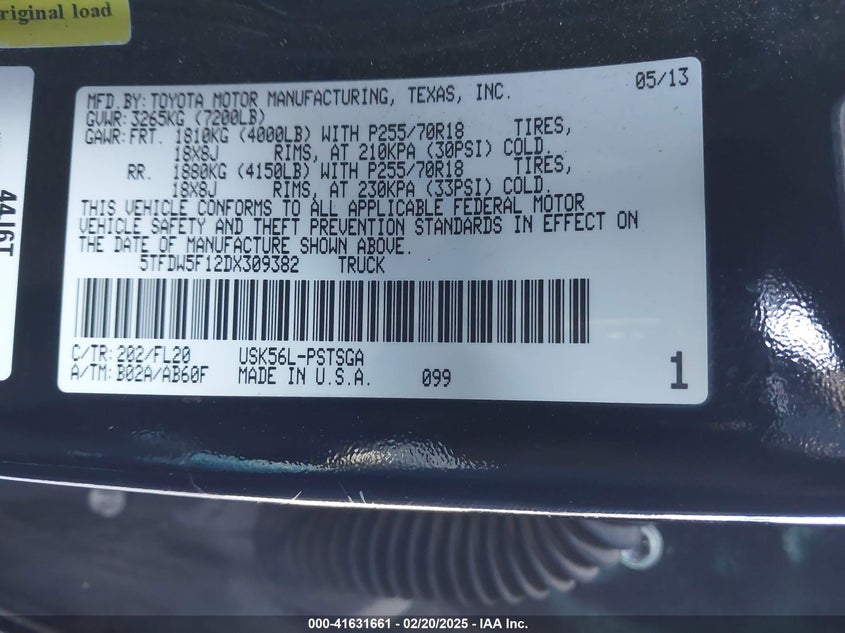 riginal load
44J6T
MFD.BY:TOYOTA MOTOR MANUFACTURING, TEXAS, INC. 05/13
GVWR:3265KG (7200LB)
GAWR:FRT. 1810KG (4000LB) WITH P255/70R18 TIRES,
18X8J RIMS, AT 210KPA (30PSI) COLD.
RR. 1880KG (4150LB) WITH P255/70R18 TIRES,
18X8J RIMS, AT 230KPA (33PSI) COLD.
THIS VEHICLE CONFORMS TO ALL APPLICABLE FEDERAL MOTOR
VEHICLE SAFETY AND THEFT PREVENTION STANDARDS IN EFFECT ON
THE DATE OF MANUFACTURE SHOWN ABOVE.
5TFDW5F12DX309382 TRUCK
C/TR:202/FL20 USK56L-PSTSGA
A/TM:B02A/AB60F MADE IN U.S.A. 099 1
000-41631661 — 02/20/2025 — IAA Inc.